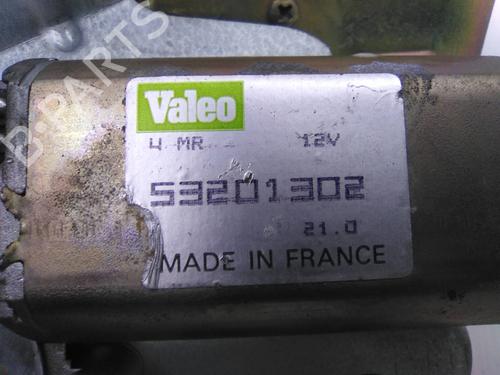 B-PARTS
Valeo
4 MR 12V
53201302
21.0
MADE IN FRANCE